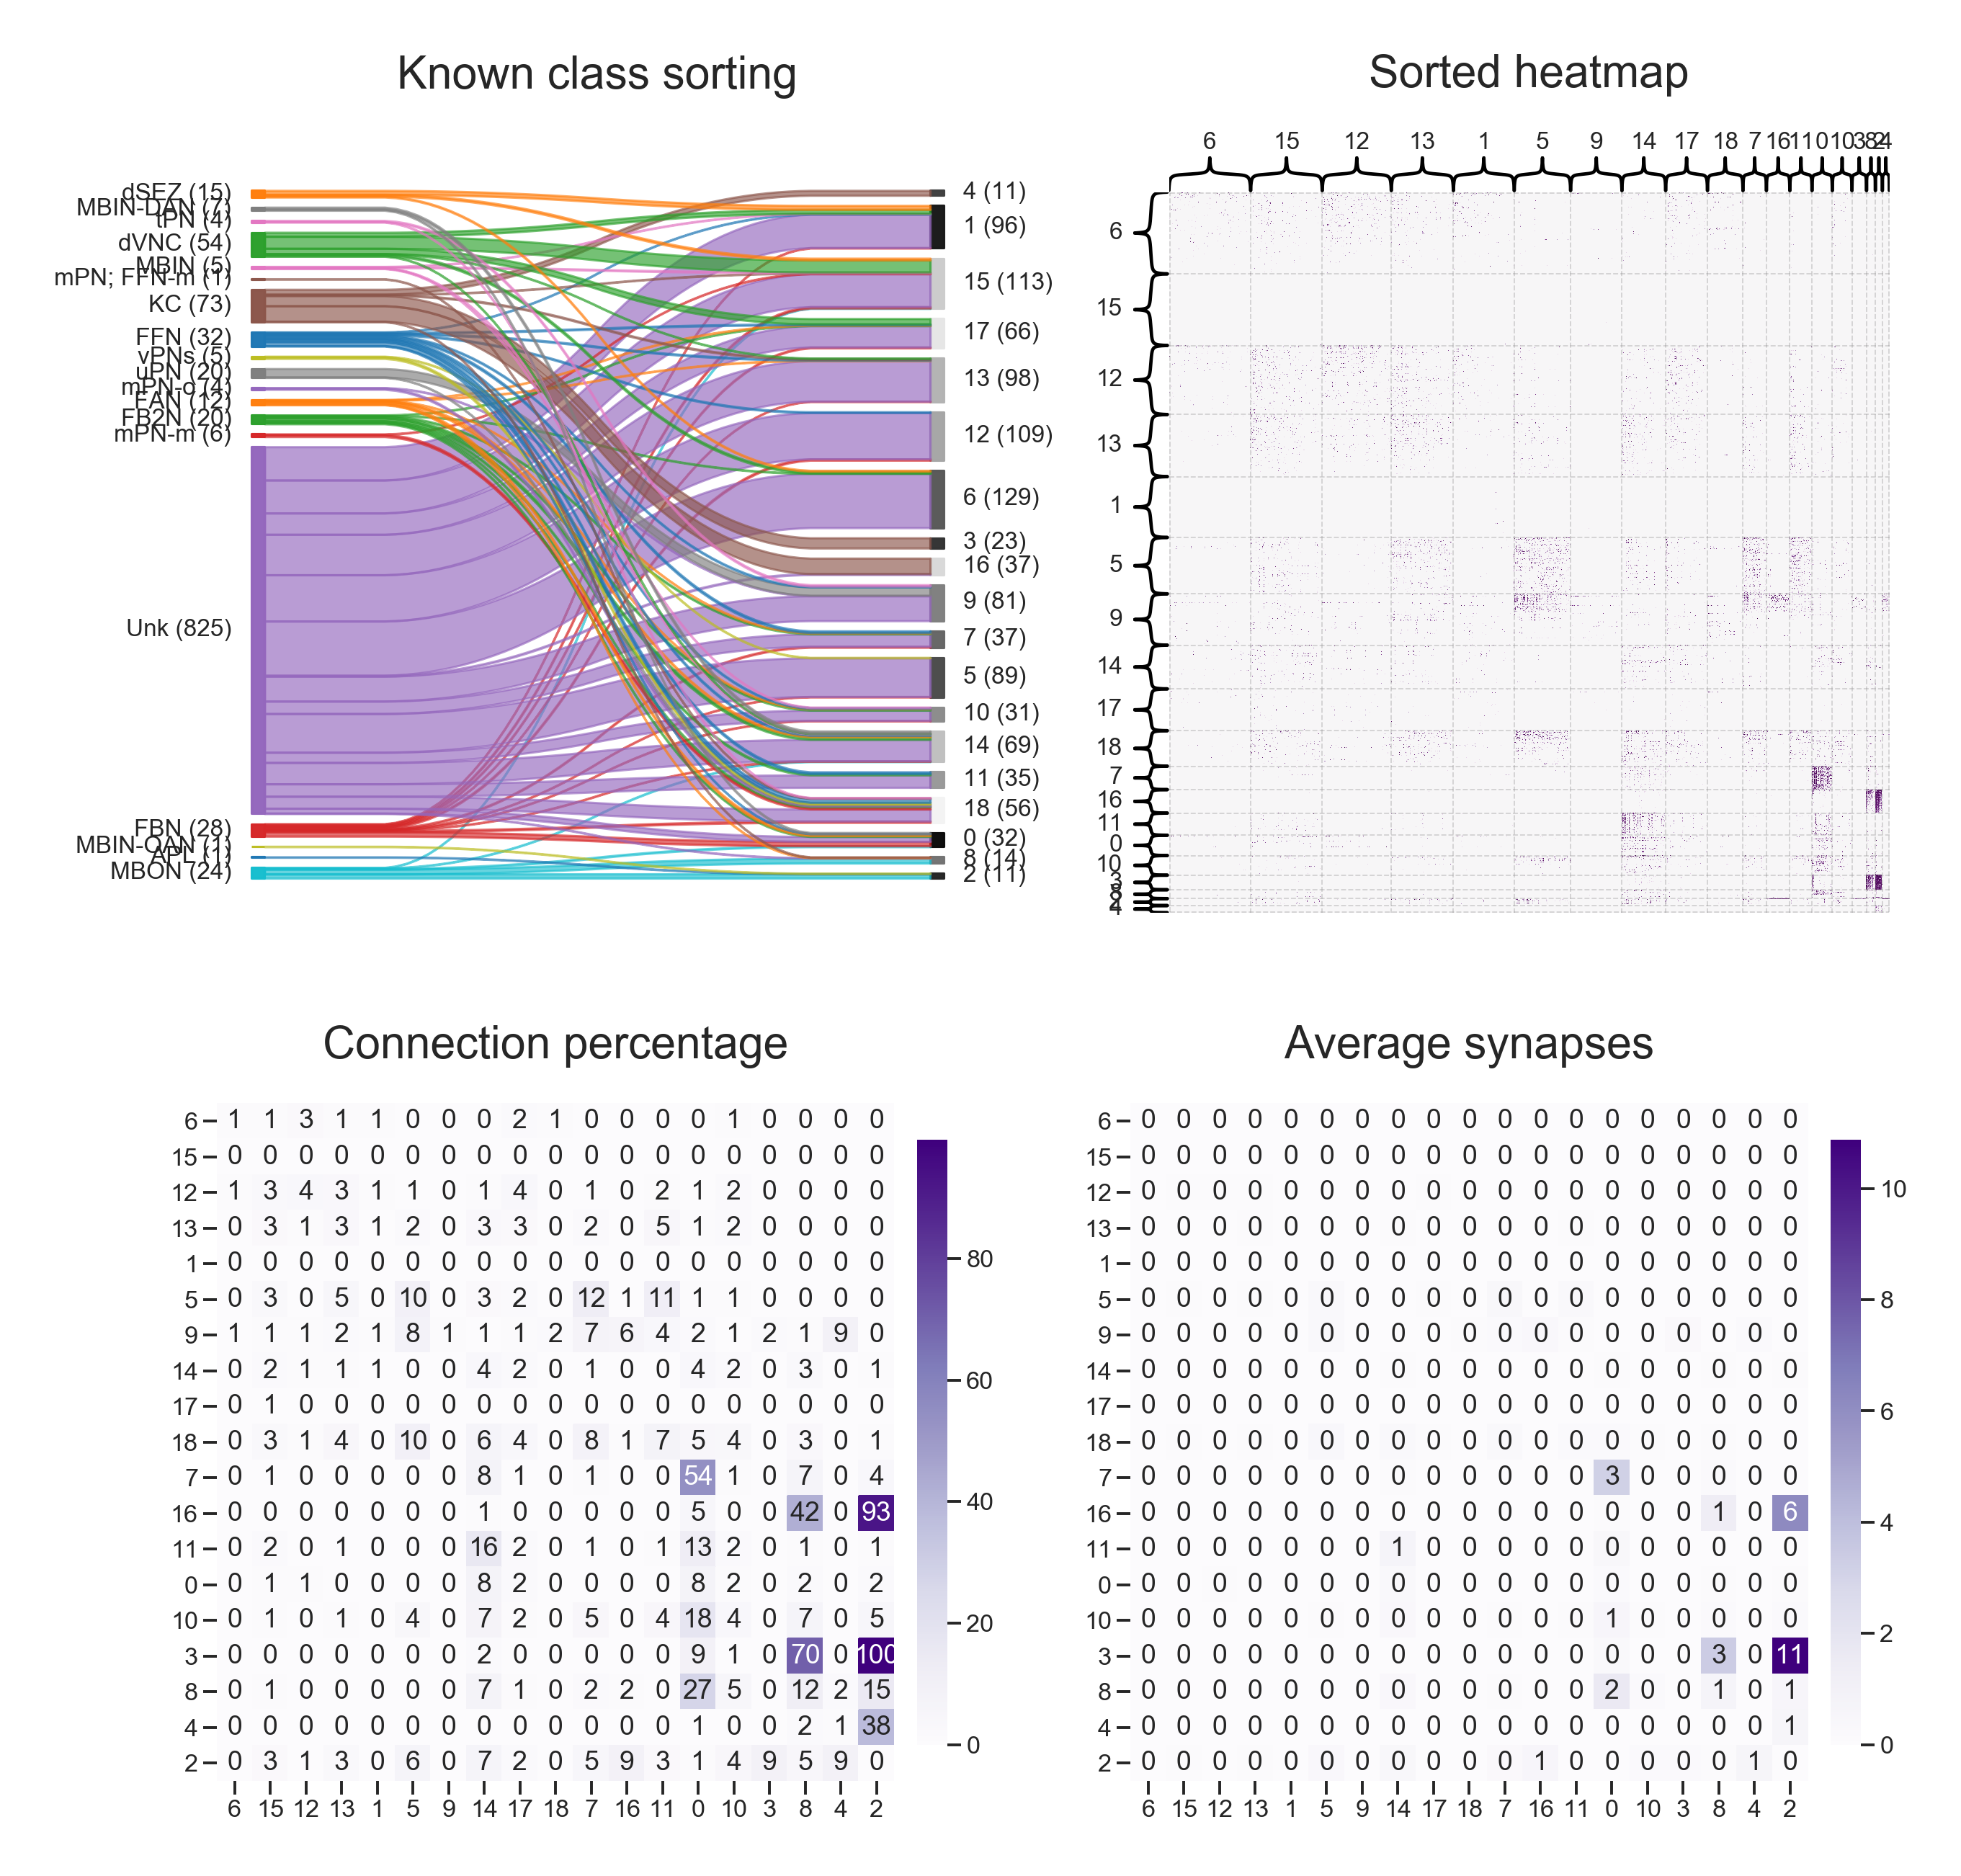 Known class sorting
dSEZ (15)
MBIN-DAN (7)
tPN (4)
dVNC (54)
MBIN (5)
mPN; FFN-m (1)
KC (73)
FFN (32)
vPNs (5)
uPN (20)
mPN-o (4)
FAN (12)
FB2N (20)
mPN-m (6)
Unk (825)
FBN (28)
MBIN-OAN (1)
APL (1)
MBON (24)
4 (11)
1 (96)
15 (113)
17 (66)
13 (98)
12 (109)
6 (129)
3 (23)
16 (37)
9 (81)
7 (37)
5 (89)
10 (31)
14 (69)
11 (35)
18 (56)
0 (32)
8 (14)
2 (11)
Sorted heatmap
6 15 12 13 1 5 9 14 17 18 7 16 11 0 10 3 8 2 4
6
15
12
13
1
5
9
14
17
18
7
16
11
0
10
3
8
4
Connection percentage
6 1 1 3 1 1 0 0 0 2 1 0 0 0 0 1 0 0 0 0
15 0 0 0 0 0 0 0 0 0 0 0 0 0 0 0 0 0 0 0
12 1 3 4 3 1 1 0 1 4 0 1 0 2 1 2 0 0 0 0
13 0 3 1 3 1 2 0 3 3 0 2 0 5 1 2 0 0 0 0
1 0 0 0 0 0 0 0 0 0 0 0 0 0 0 0 0 0 0 0
5 0 3 0 5 0 10 0 3 2 0 12 1 11 1 1 0 0 0 0
9 1 1 1 2 1 8 1 1 1 2 7 6 4 2 1 2 1 9 0
14 0 2 1 1 1 0 0 4 2 0 1 0 0 4 2 0 3 0 1
17 0 1 0 0 0 0 0 0 0 0 0 0 0 0 0 0 0 0 0
18 0 3 1 4 0 10 0 6 4 0 8 1 7 5 4 0 3 0 1
7 0 1 0 0 0 0 0 8 1 0 1 0 0 54 1 0 7 0 4
16 0 0 0 0 0 0 0 1 0 0 0 0 0 5 0 0 42 0 93
11 0 2 0 1 0 0 0 16 2 0 1 0 1 13 2 0 1 0 1
0 0 1 1 0 0 0 0 8 2 0 0 0 0 8 2 0 2 0 2
10 0 1 0 1 0 4 0 7 2 0 5 0 4 18 4 0 7 0 5
3 0 0 0 0 0 0 0 2 0 0 0 0 0 9 1 0 70 0 100
8 0 1 0 0 0 0 0 7 1 0 2 2 0 27 5 0 12 2 15
4 0 0 0 0 0 0 0 0 0 0 0 0 0 1 0 0 2 1 38
2 0 3 1 3 0 6 0 7 2 0 5 9 3 1 4 9 5 9 0
6 15 12 13 1 5 9 14 17 18 7 16 11 0 10 3 8 4 2
80
60
40
20
0
Average synapses
6 0 0 0 0 0 0 0 0 0 0 0 0 0 0 0 0 0 0 0
15 0 0 0 0 0 0 0 0 0 0 0 0 0 0 0 0 0 0 0
12 0 0 0 0 0 0 0 0 0 0 0 0 0 0 0 0 0 0 0
13 0 0 0 0 0 0 0 0 0 0 0 0 0 0 0 0 0 0 0
1 0 0 0 0 0 0 0 0 0 0 0 0 0 0 0 0 0 0 0
5 0 0 0 0 0 0 0 0 0 0 0 0 0 0 0 0 0 0 0
9 0 0 0 0 0 0 0 0 0 0 0 0 0 0 0 0 0 0 0
14 0 0 0 0 0 0 0 0 0 0 0 0 0 0 0 0 0 0 0
17 0 0 0 0 0 0 0 0 0 0 0 0 0 0 0 0 0 0 0
18 0 0 0 0 0 0 0 0 0 0 0 0 0 0 0 0 0 0 0
7 0 0 0 0 0 0 0 0 0 0 0 0 0 3 0 0 0 0 0
16 0 0 0 0 0 0 0 0 0 0 0 0 0 0 0 0 1 0 6
11 0 0 0 0 0 0 0 1 0 0 0 0 0 0 0 0 0 0 0
0 0 0 0 0 0 0 0 0 0 0 0 0 0 0 0 0 0 0 0
10 0 0 0 0 0 0 0 0 0 0 0 0 0 1 0 0 0 0 0
3 0 0 0 0 0 0 0 0 0 0 0 0 0 0 0 0 3 0 11
8 0 0 0 0 0 0 0 0 0 0 0 0 0 2 0 0 1 0 1
4 0 0 0 0 0 0 0 0 0 0 0 0 0 0 0 0 0 0 1
2 0 0 0 0 0 0 0 0 0 0 0 1 0 0 0 0 0 1 0
6 15 12 13 1 5 9 14 17 18 7 16 11 0 10 3 8 4 2
10
8
6
4
2
0